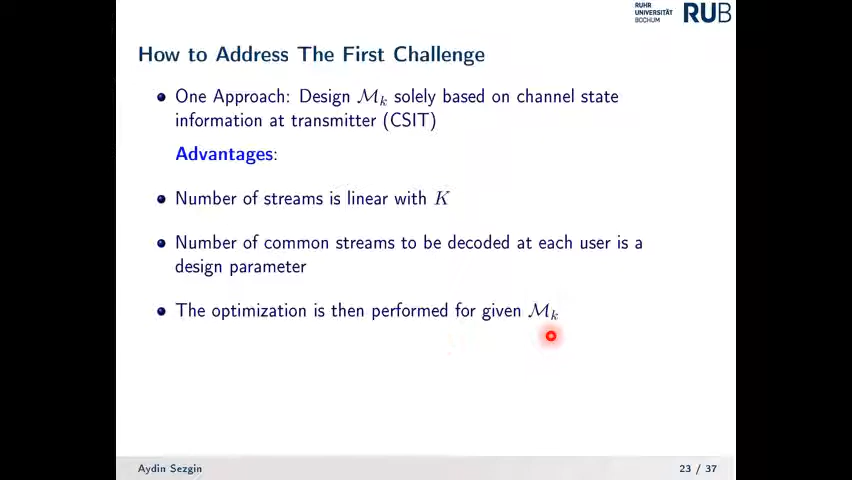 RUHR
UNIVERSITÄT
BOCHUM
RUB
How to Address The First Challenge
One Approach: Design ℳₖ solely based on channel state
information at transmitter (CSIT)
Advantages:
Number of streams is linear with K
Number of common streams to be decoded at each user is a
design parameter
The optimization is then performed for given ℳₖ
Aydin Sezgin
23 / 37